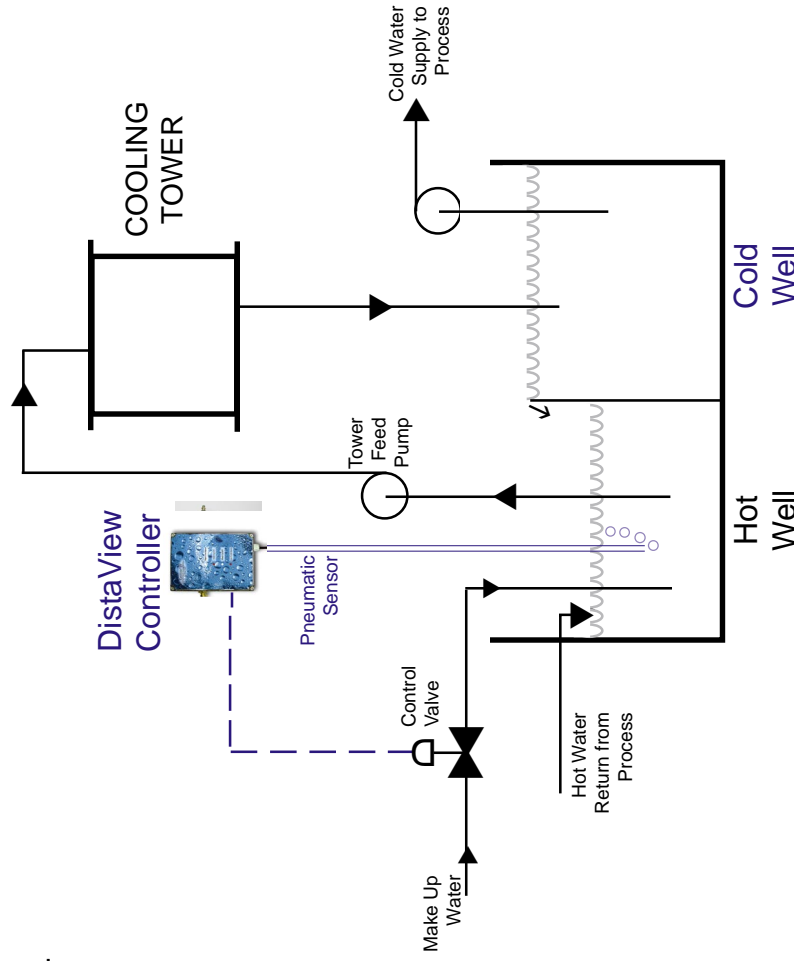 COOLING
TOWER
Cold Water
Supply to
Process
DistaView
Controller
Tower
Feed
Pump
Pneumatic
Sensor
Control
Valve
Make Up
Water
Hot Water
Return from
Process
Hot
Well
Cold
Well